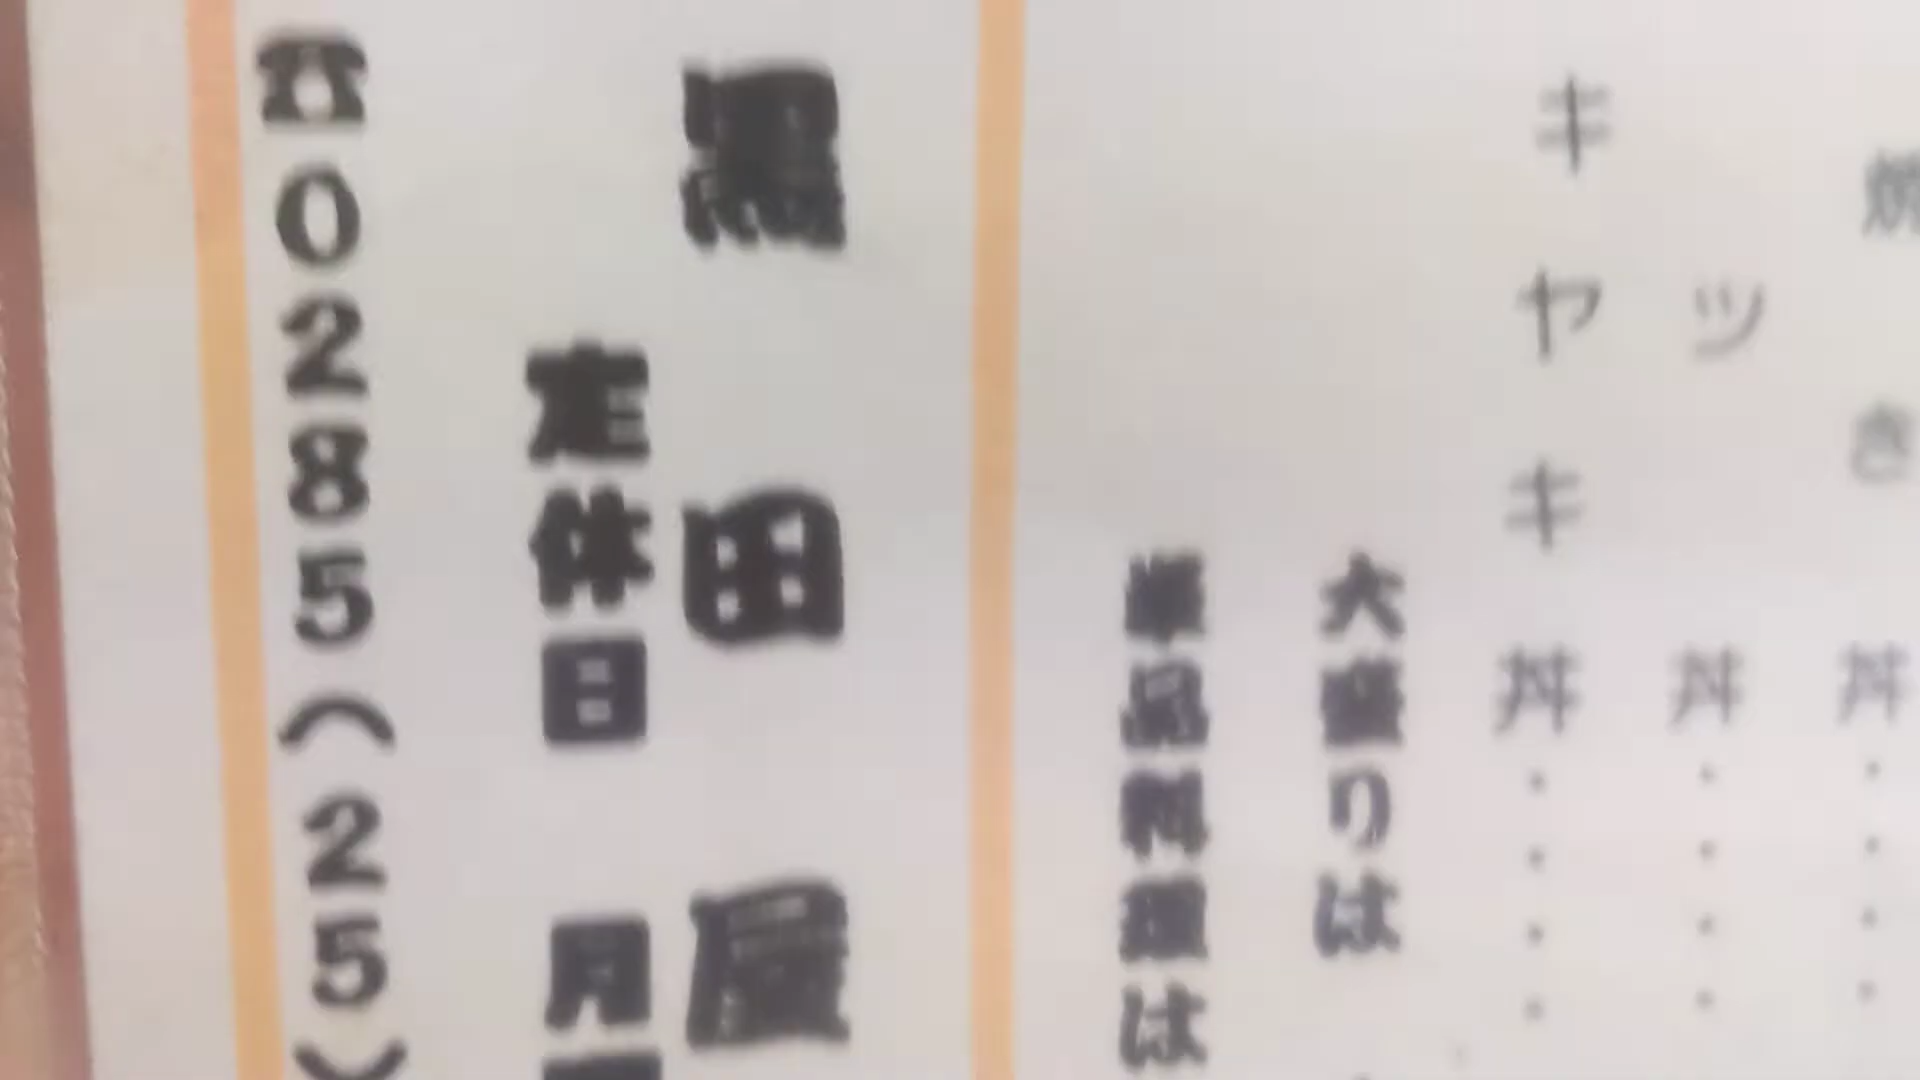 焼き丼・・・・
ツ丼・・・・
キヤキ丼・・・・
大盛りは
単品料理は
黒田屋
定休日 月
☎0285(25)